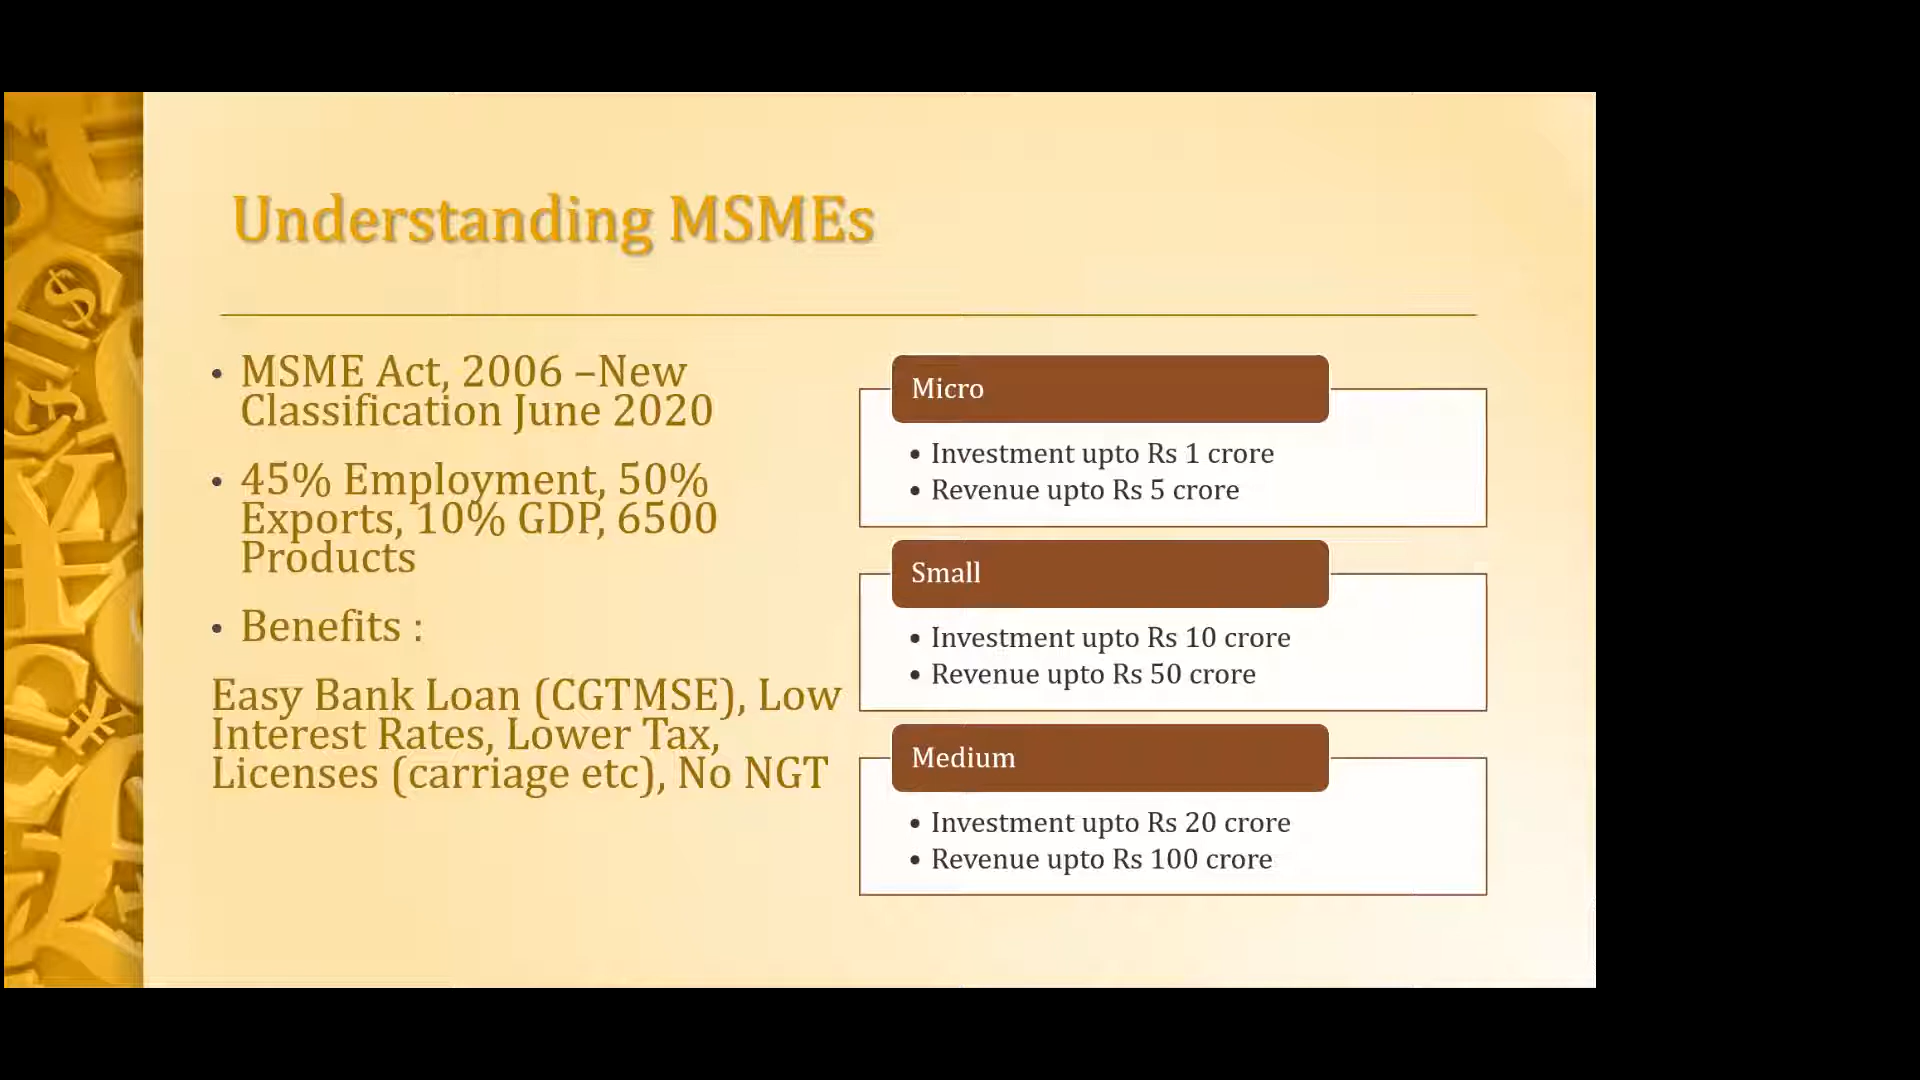 Understanding MSMEs
• MSME Act, 2006 –New
Classification June 2020
• 45% Employment, 50%
Exports, 10% GDP, 6500
Products
• Benefits :
Easy Bank Loan (CGTMSE), Low
Interest Rates, Lower Tax,
Licenses (carriage etc), No NGT
Micro
• Investment upto Rs 1 crore
• Revenue upto Rs 5 crore
Small
• Investment upto Rs 10 crore
• Revenue upto Rs 50 crore
Medium
• Investment upto Rs 20 crore
• Revenue upto Rs 100 crore